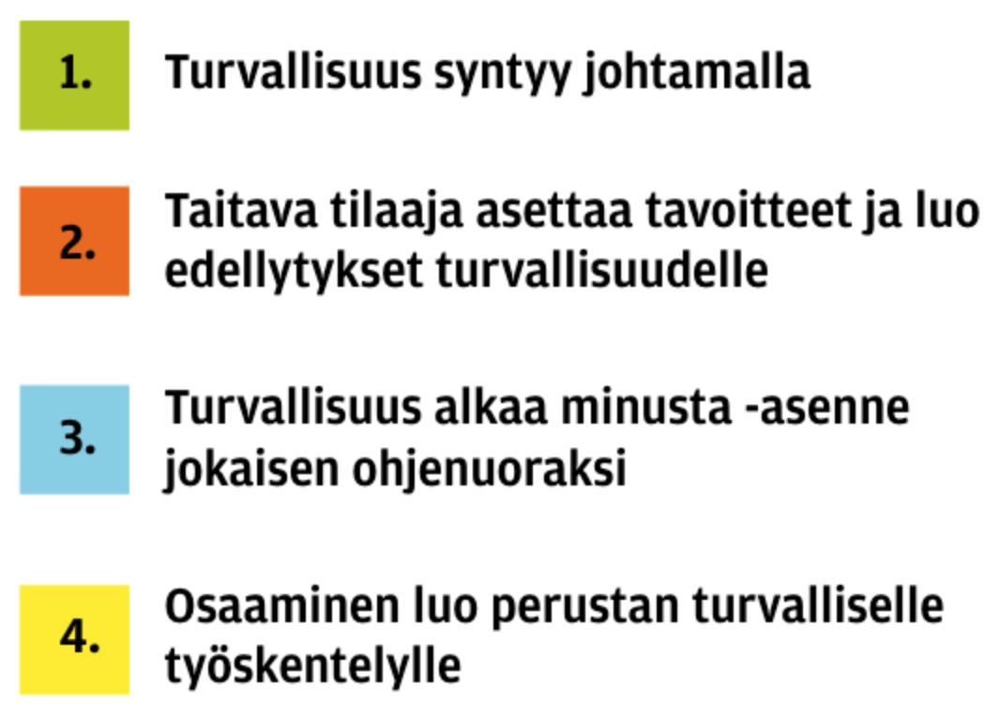 1. Turvallisuus syntyy johtamalla
2. Taitava tilaaja asettaa tavoitteet ja luo
edellytykset turvallisuudelle
3. Turvallisuus alkaa minusta -asenne
jokaisen ohjenuoraksi
4. Osaaminen luo perustan turvalliselle
työskentelylle